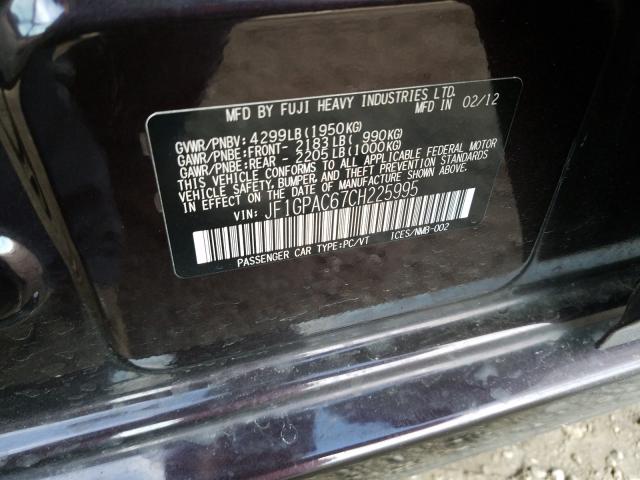 MFD BY FUJI HEAVY INDUSTRIES LTD.
MFD IN 02/12
GVWR/PNBV: 4299LB(1950KG)
GAWR/PNBE:FRONT- 2183LB( 990KG)
GAWR/PNBE:REAR - 2205LB(1000KG)
THIS VEHICLE CONFORMS TO ALL APPLICABLE FEDERAL MOTOR
VEHICLE SAFETY, BUMPER, AND THEFT PREVENTION STANDARDS
IN EFFECT ON THE DATE OF MANUFACTURE SHOWN ABOVE.
VIN: JF1GPAC67CH225995
PASSENGER CAR TYPE:PC/VT ICES/NMB-002